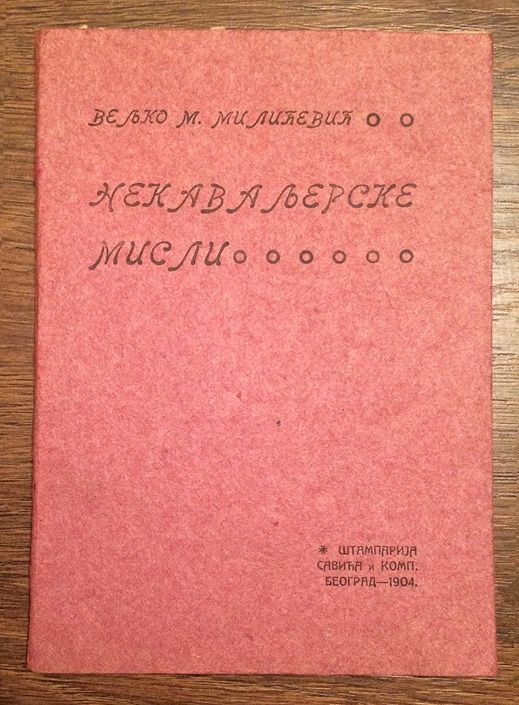 ВЕЉКО М. МИЛИЋЕВИЋ
НЕКАВАЉЕРСКЕ
МИСЛИ
* ШТАМПАРИЈА
САВИЋА и КОМП.
БЕОГРАД—1904.